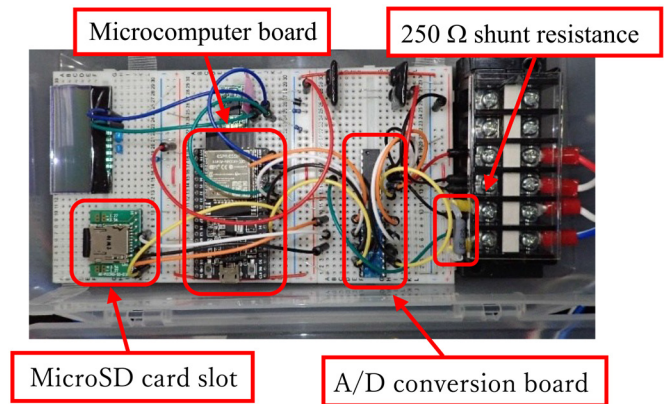 Microcomputer board
250 Ω shunt resistance
MicroSD card slot
A/D conversion board